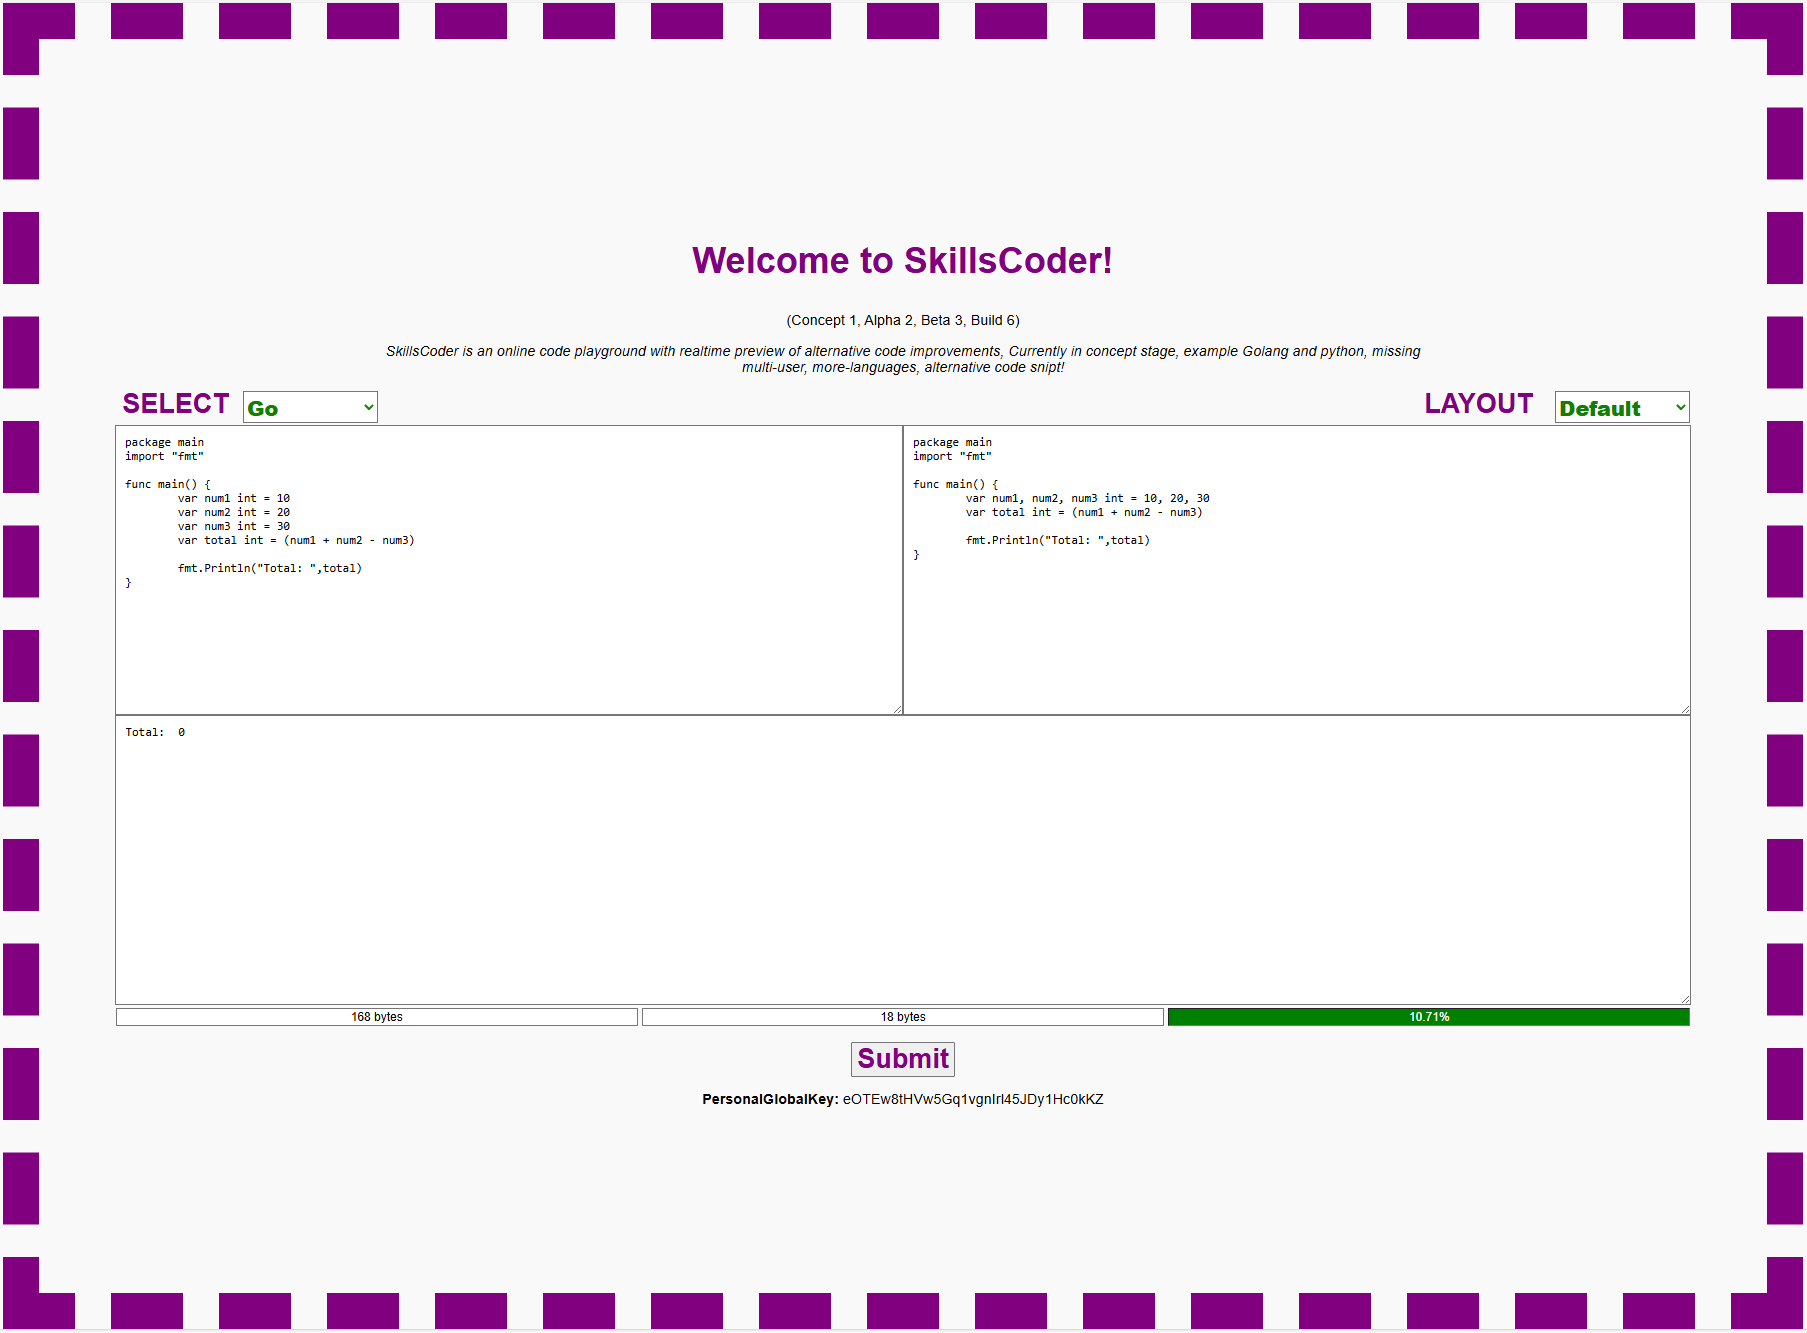 Welcome to SkillsCoder!
(Concept 1, Alpha 2, Beta 3, Build 6)
SkillsCoder is an online code playground with realtime preview of alternative code improvements, Currently in concept stage, example Golang and python, missing
multi-user, more-languages, alternative code snipt!
SELECT Go LAYOUT Default
package main
import "fmt"
func main() {
var num1 int = 10
var num2 int = 20
var num3 int = 30
var total int = (num1 + num2 - num3)
fmt.Println("Total: ",total)
}
package main
import "fmt"
func main() {
var num1, num2, num3 int = 10, 20, 30
var total int = (num1 + num2 - num3)
fmt.Println("Total: ",total)
}
Total:  0
168 bytes 18 bytes 10.71%
Submit
PersonalGlobalKey: eOTEw8tHVw5Gq1vgnIrl45JDy1Hc0kKZ